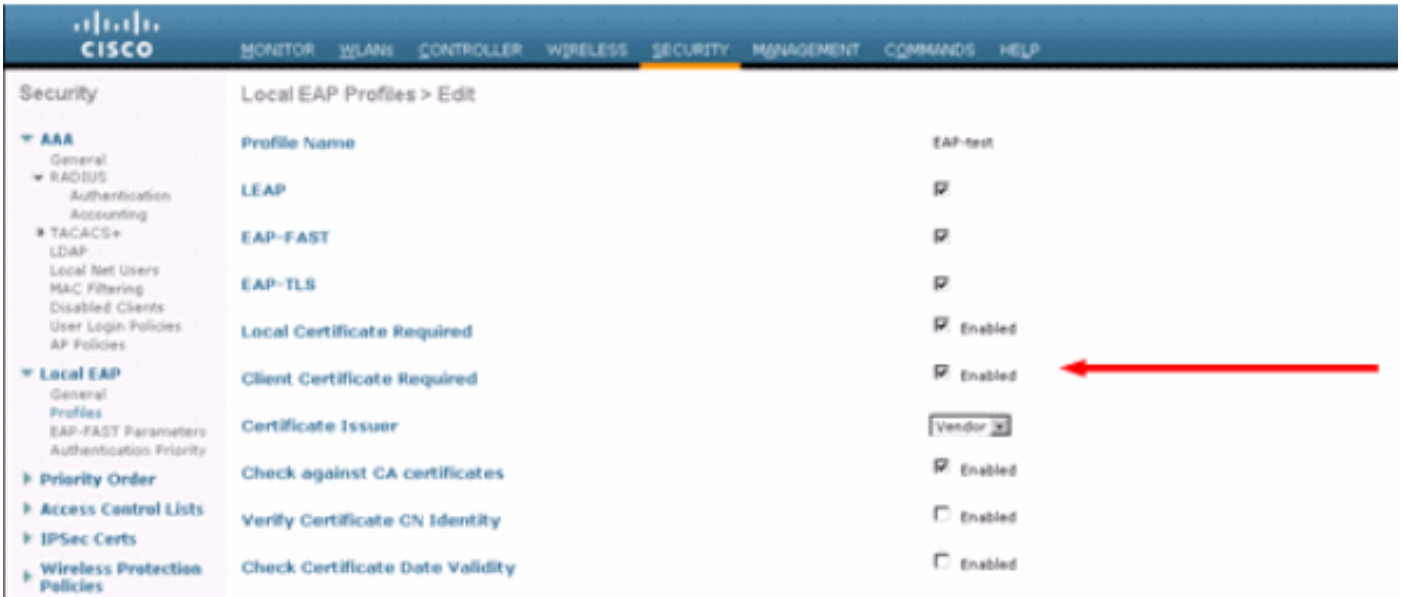 CISCO
MONITOR WLANs CONTROLLER WIRELESS SECURITY MANAGEMENT COMMANDS HELP
Security
AAA
General
RADIUS
Authentication
Accounting
TACACS+
LDAP
Local Net Users
MAC Filtering
Disabled Clients
User Login Policies
AP Policies
Local EAP
General
Profiles
EAP-FAST Parameters
Authentication Priority
Priority Order
Access Control Lists
IPSec Certs
Wireless Protection
Policies
Local EAP Profiles > Edit
Profile Name EAP-test
LEAP
EAP-FAST
EAP-TLS
Local Certificate Required Enabled
Client Certificate Required Enabled
Certificate Issuer Vendor
Check against CA certificates Enabled
Verify Certificate CN Identity Enabled
Check Certificate Date Validity Enabled